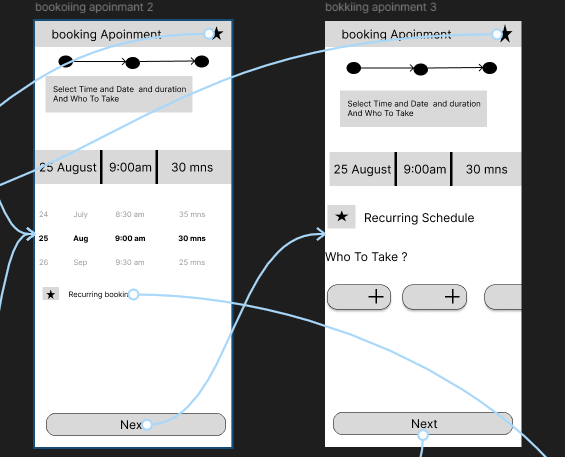 bookoiing apoinmant 2
booking Apoinment
Select Time and Date and duration
And Who To Take
25 August 9:00am 30 mns
24 July 8:30 am 35 mns
25 Aug 9:00 am 30 mns
26 Sep 9:30 am 25 mns
Recurring bookin
Nex
bokkiing apoinmant 3
booking Apoinment
Select Time and Date and duration
And Who To Take
25 August 9:00am 30 mns
Recurring Schedule
Who To Take ?
Next